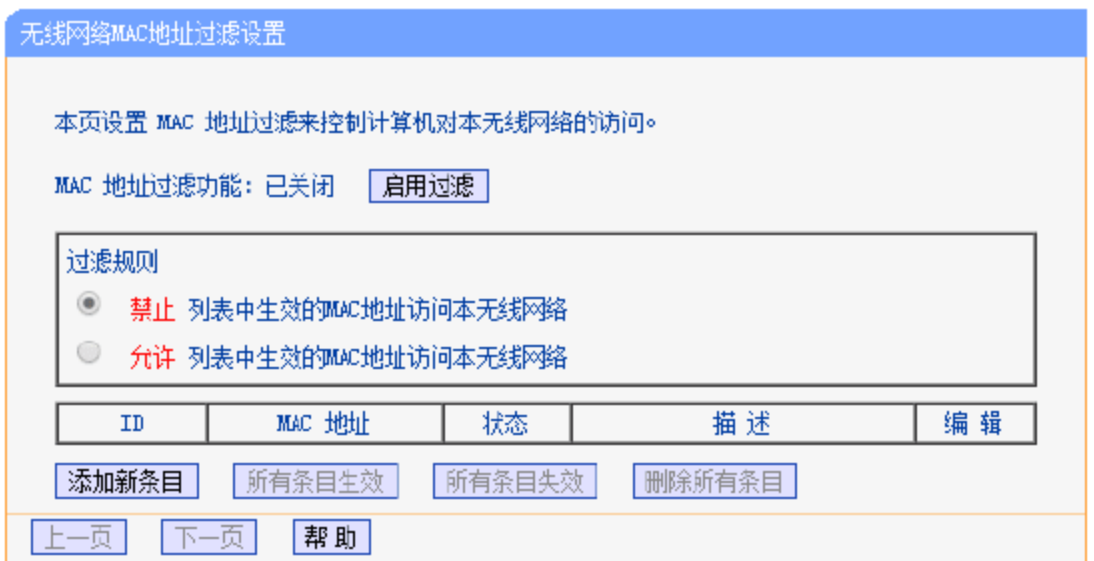 无线网络MAC地址过滤设置
本页设置 MAC 地址过滤来控制计算机对本无线网络的访问。
MAC 地址过滤功能：已关闭 启用过滤
过滤规则
禁止 列表中生效的MAC地址访问本无线网络
允许 列表中生效的MAC地址访问本无线网络
ID MAC 地址 状态 描 述 编 辑
添加新条目 所有条目生效 所有条目失效 删除所有条目
上一页 下一页 帮 助